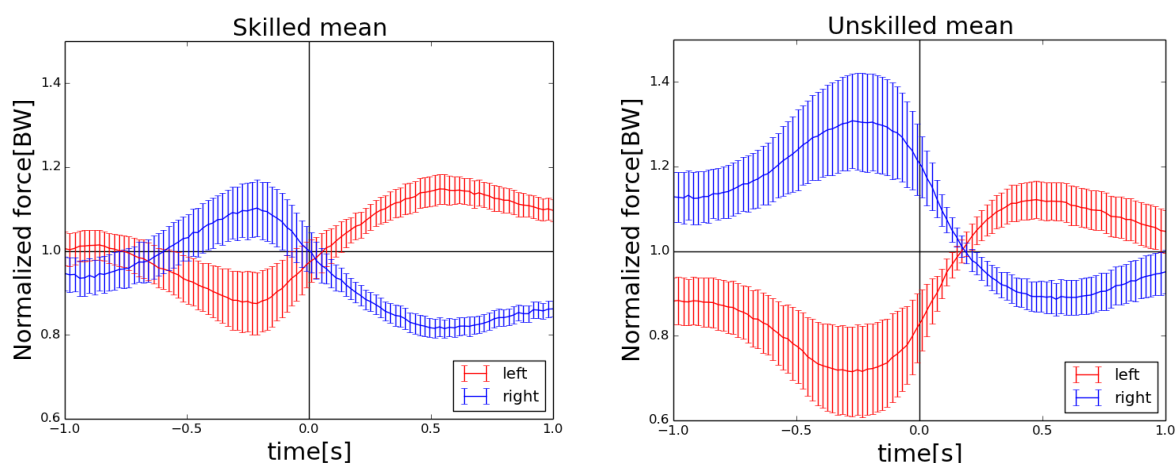 Skilled mean
Normalized force[BW]
1.4
1.2
1.0
0.8
0.6
−1.0 −0.5 0.0 0.5 1.0
time[s]
left
right
Unskilled mean
Normalized force[BW]
1.4
1.2
1.0
0.8
0.6
−1.0 −0.5 0.0 0.5 1.0
time[s]
left
right